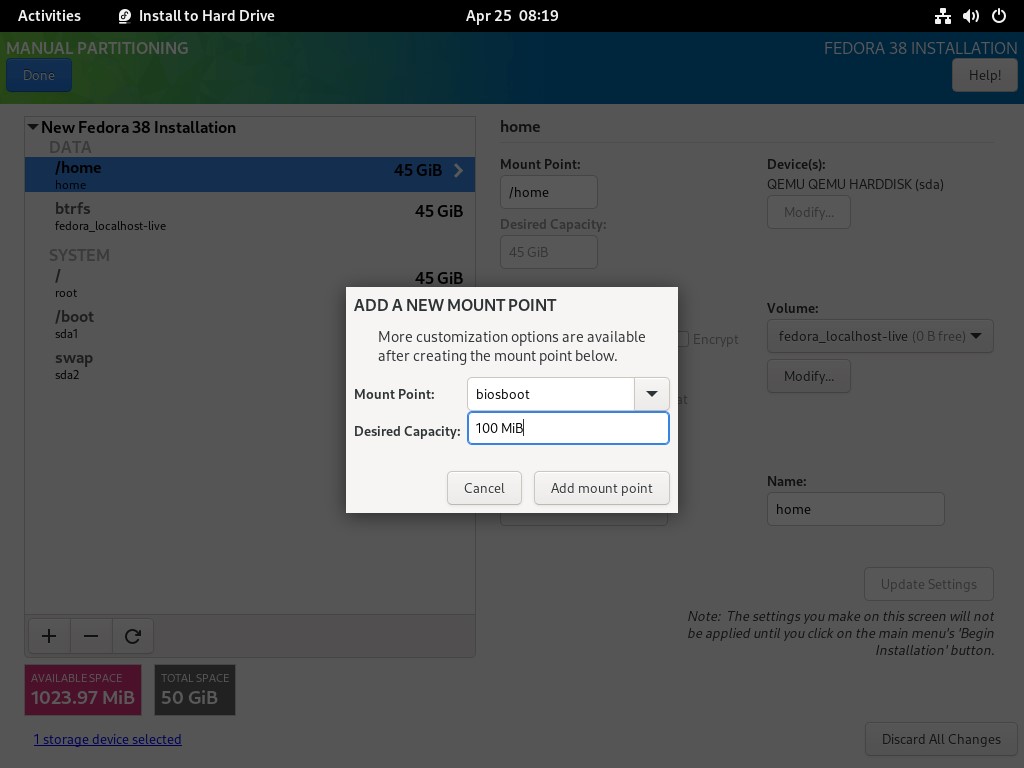 Activities
Install to Hard Drive
Apr 25 08:19
MANUAL PARTITIONING
FEDORA 38 INSTALLATION
Done
Help!
New Fedora 38 Installation
DATA
/home
45 GiB
home
btrfs
45 GiB
fedora_localhost-live
SYSTEM
/
45 GiB
root
/boot
sda1
swap
sda2
home
Mount Point:
/home
Device(s):
QEMU QEMU HARDDISK (sda)
Modify...
Desired Capacity:
45 GiB
Volume:
fedora_localhost-live (0 B free)
Encrypt
Modify...
Name:
home
Update Settings
Note: The settings you make on this screen will not
be applied until you click on the main menu's 'Begin
Installation' button.
ADD A NEW MOUNT POINT
More customization options are available
after creating the mount point below.
Mount Point:
biosboot
Desired Capacity:
100 MiB
Cancel
Add mount point
AVAILABLE SPACE
1023.97 MiB
TOTAL SPACE
50 GiB
1 storage device selected
Discard All Changes